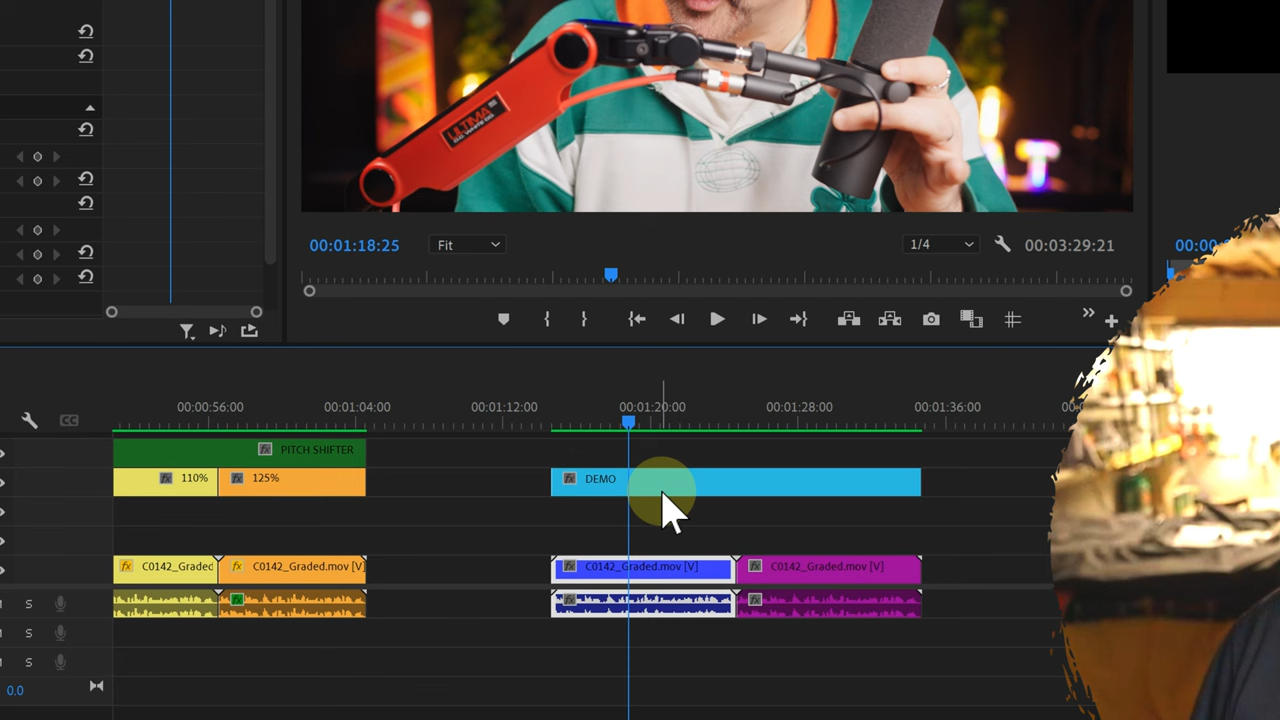 ULTIMA
00:01:18:25
Fit
1/4
00:03:29:21
00:00:56:00
00:01:04:00
00:01:12:00
00:01:20:00
00:01:28:00
00:01:36:00
PITCH SHIFTER
110%
125%
DEMO
C0142_Graded
C0142_Graded.mov [V]
C0142_Graded.mov [V]
C0142_Graded.mov [V]
S
S
S
0.0